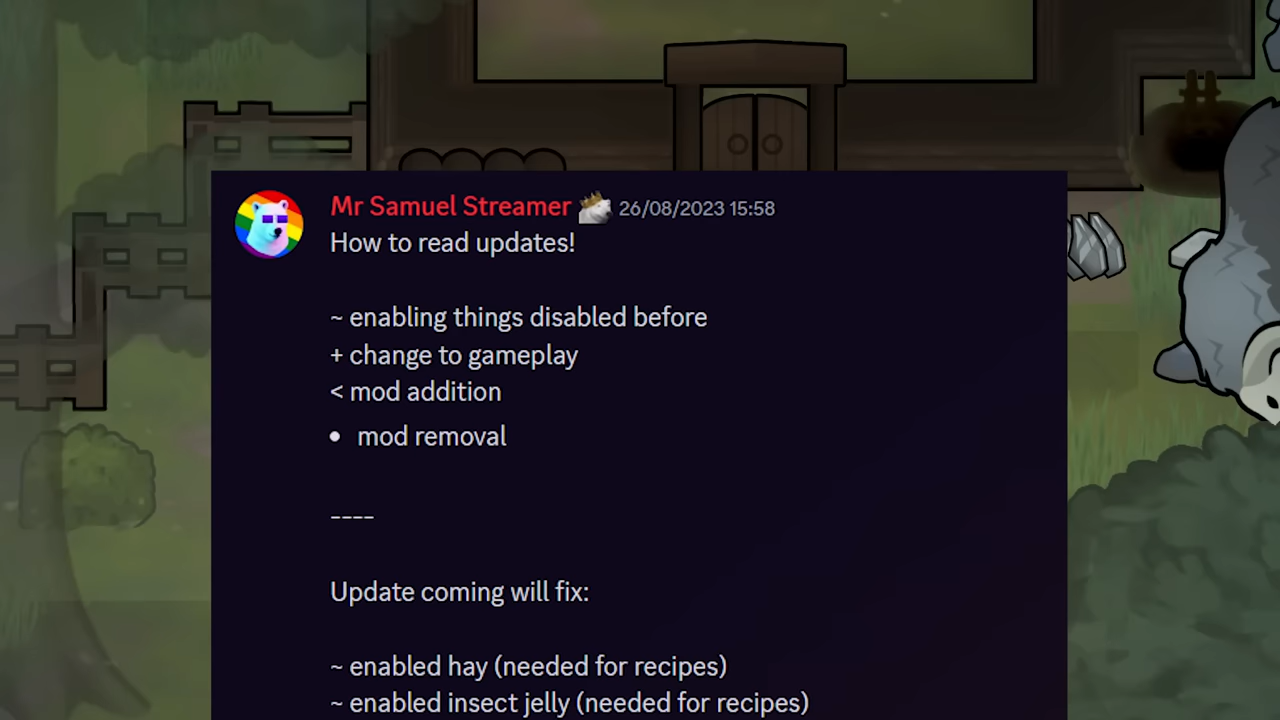 Mr Samuel Streamer 26/08/2023 15:58
How to read updates!
~ enabling things disabled before
+ change to gameplay
< mod addition
• mod removal
----
Update coming will fix:
~ enabled hay (needed for recipes)
~ enabled insect jelly (needed for recipes)